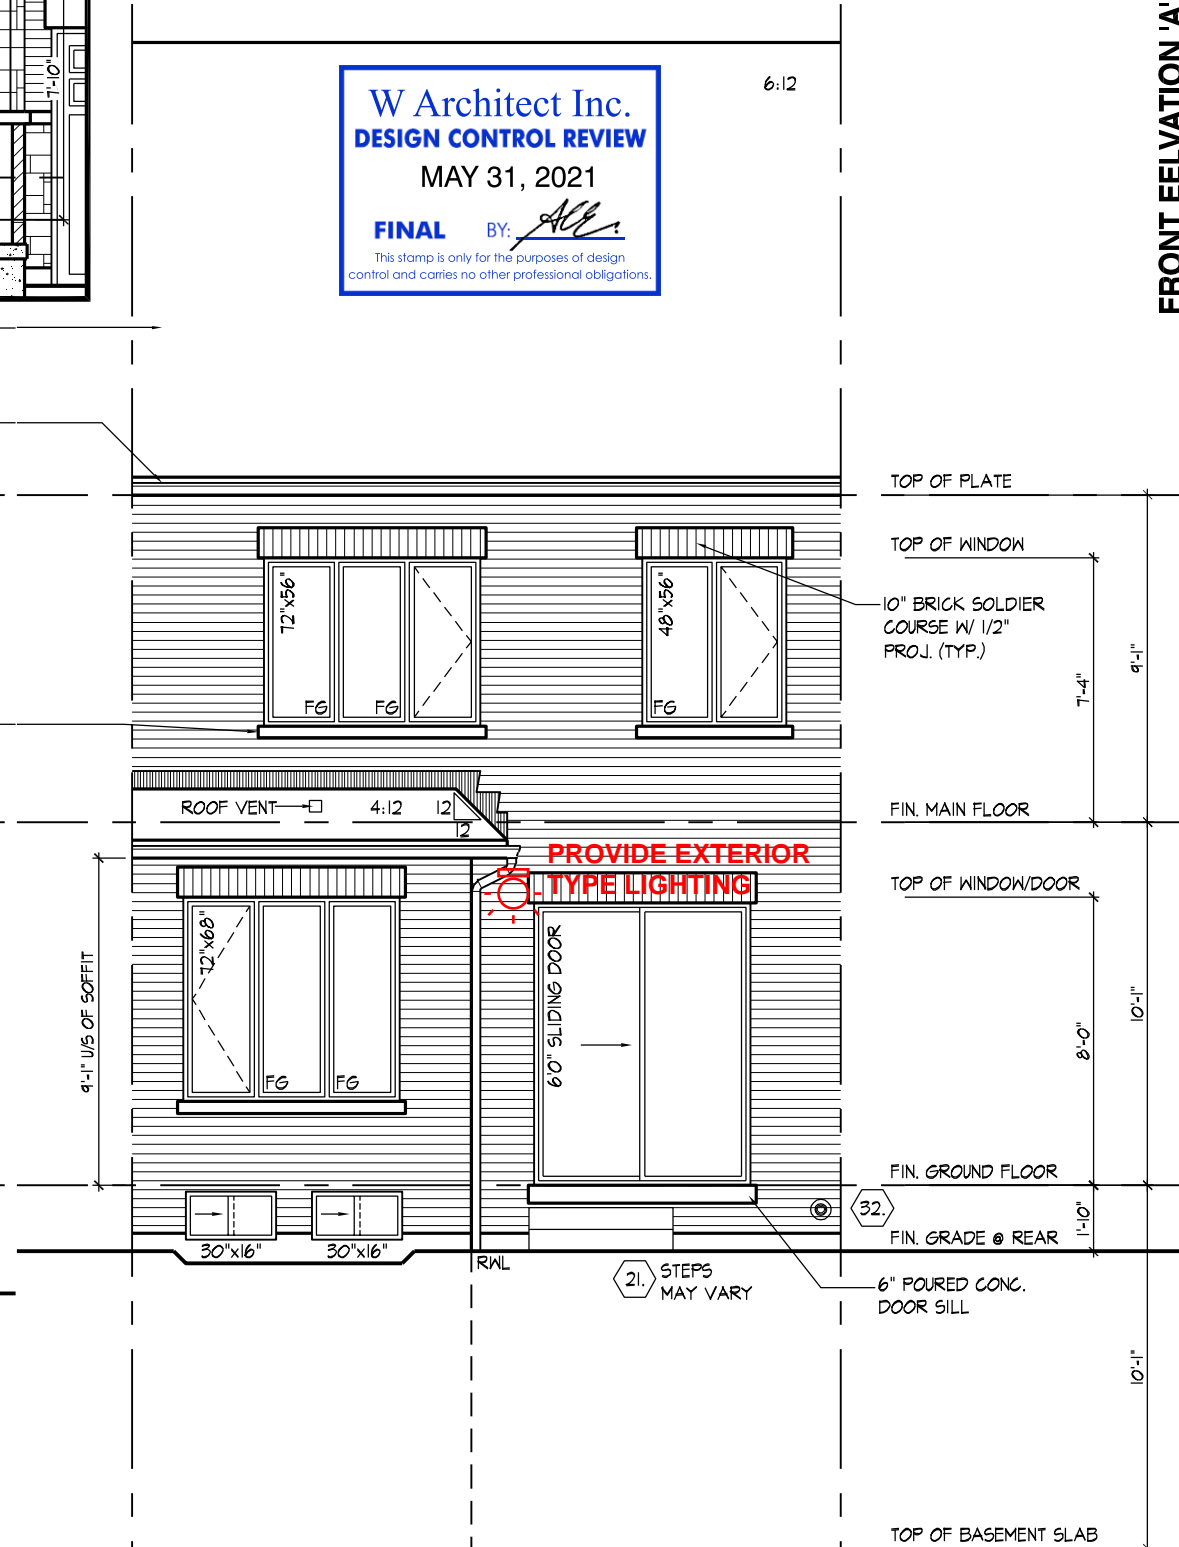 7'-10"
W Architect Inc.
DESIGN CONTROL REVIEW
MAY 31, 2021
FINAL BY:
This stamp is only for the purposes of design
control and carries no other professional obligations.
6:12
FRONT EELVATION 'A'
TOP OF PLATE
TOP OF WINDOW
10" BRICK SOLDIER
COURSE W/ 1/2"
PROJ. (TYP.)
72"x56"
FG
FG
48"x56"
FG
7'-4"
9'-1"
ROOF VENT
4:12
12
12
FIN. MAIN FLOOR
PROVIDE EXTERIOR
TYPE LIGHTING
TOP OF WINDOW/DOOR
72"x68"
FG
FG
6'0" SLIDING DOOR
9'-1" U/S OF SOFFIT
8'-0"
10'-1"
FIN. GROUND FLOOR
32.
1'-10"
FIN. GRADE @ REAR
30"x16"
30"x16"
RWL
21.
STEPS
MAY VARY
6" POURED CONC.
DOOR SILL
10'-1"
TOP OF BASEMENT SLAB